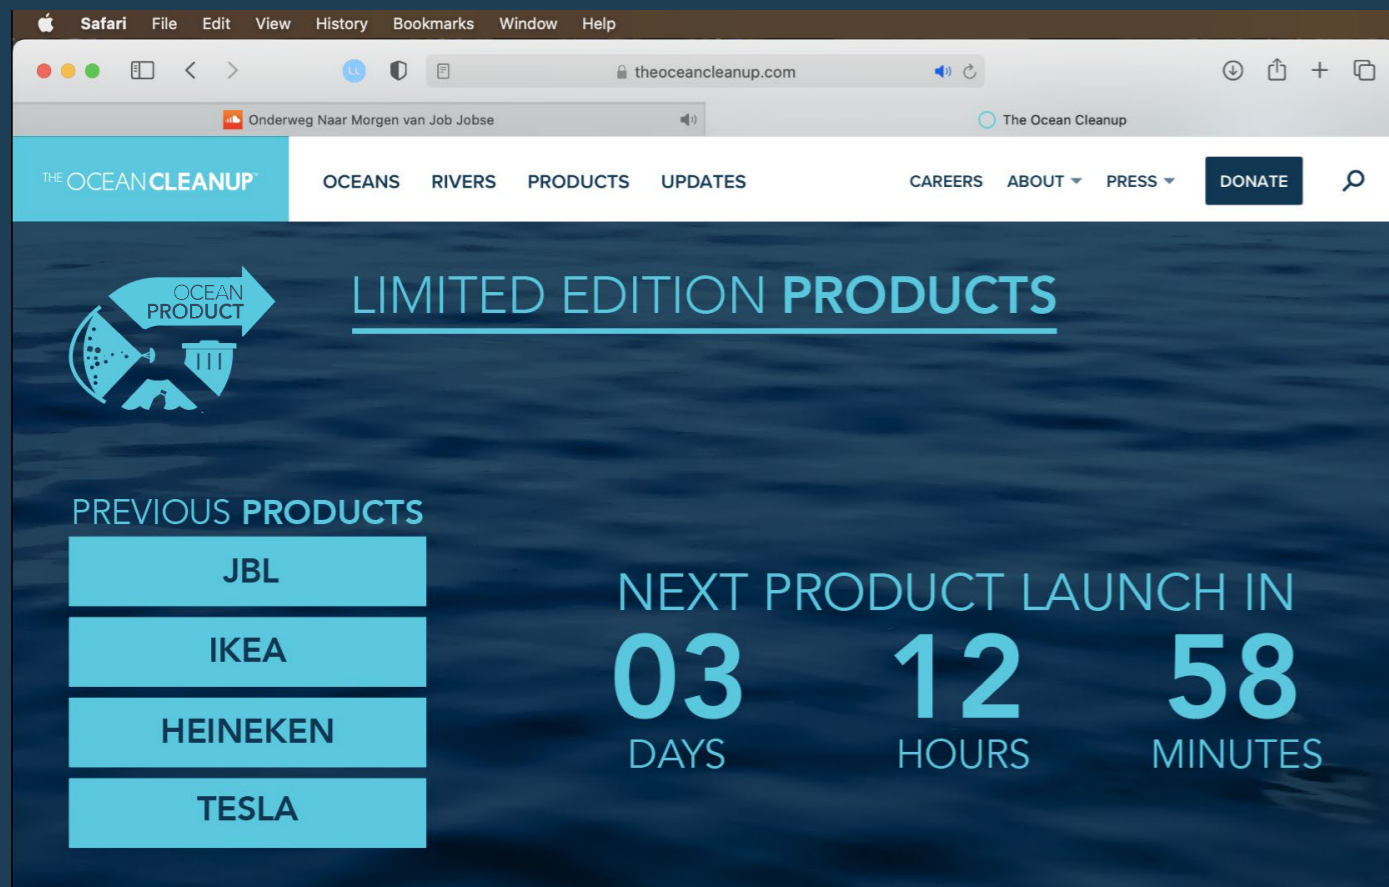 Safari File Edit View History Bookmarks Window Help
LL theoceancleanup.com
Onderweg Naar Morgen van Job Jobse The Ocean Cleanup
THE OCEANCLEANUP™ OCEANS RIVERS PRODUCTS UPDATES CAREERS ABOUT PRESS DONATE
OCEAN
PRODUCT
LIMITED EDITION PRODUCTS
PREVIOUS PRODUCTS
JBL
IKEA
HEINEKEN
TESLA
NEXT PRODUCT LAUNCH IN
03 12 58
DAYS HOURS MINUTES